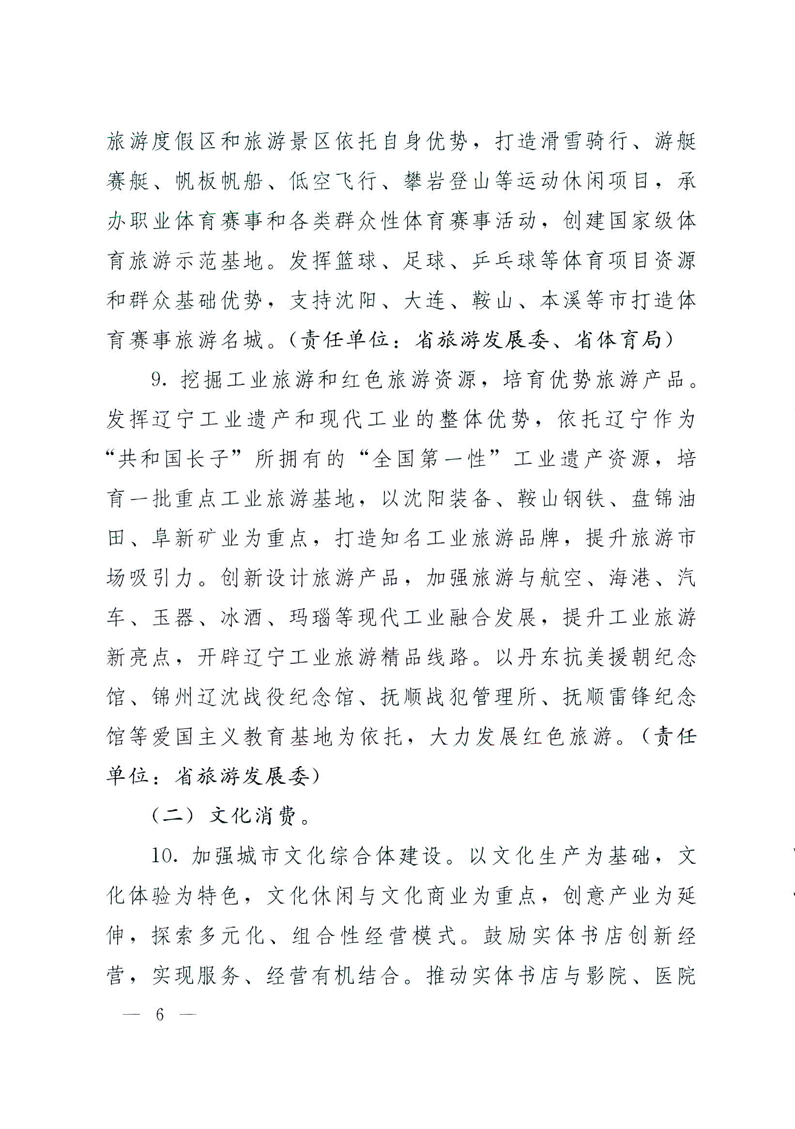 旅游度假区和旅游景区依托自身优势，打造滑雪骑行、游艇
赛艇、帆板帆船、低空飞行、攀岩登山等运动休闲项目，承
办职业体育赛事和各类群众性体育赛事活动，创建国家级体
育旅游示范基地。发挥篮球、足球、乒乓球等体育项目资源
和群众基础优势，支持沈阳、大连、鞍山、本溪等市打造体
育赛事旅游名城。（责任单位：省旅游发展委、省体育局）
9. 挖掘工业旅游和红色旅游资源，培育优势旅游产品。
发挥辽宁工业遗产和现代工业的整体优势，依托辽宁作为
“共和国长子”所拥有的“全国第一性”工业遗产资源，培
育一批重点工业旅游基地，以沈阳装备、鞍山钢铁、盘锦油
田、阜新矿业为重点，打造知名工业旅游品牌，提升旅游市
场吸引力。创新设计旅游产品，加强旅游与航空、海港、汽
车、玉器、冰酒、玛瑙等现代工业融合发展，提升工业旅游
新亮点，开辟辽宁工业旅游精品线路。以丹东抗美援朝纪念
馆、锦州辽沈战役纪念馆、抚顺战犯管理所、抚顺雷锋纪念
馆等爱国主义教育基地为依托，大力发展红色旅游。（责任
单位：省旅游发展委）
（二）文化消费。
10. 加强城市文化综合体建设。以文化生产为基础，文
化体验为特色，文化休闲与文化商业为重点，创意产业为延
伸，探索多元化、组合性经营模式。鼓励实体书店创新经
营，实现服务、经营有机结合。推动实体书店与影院、医院
— 6 —